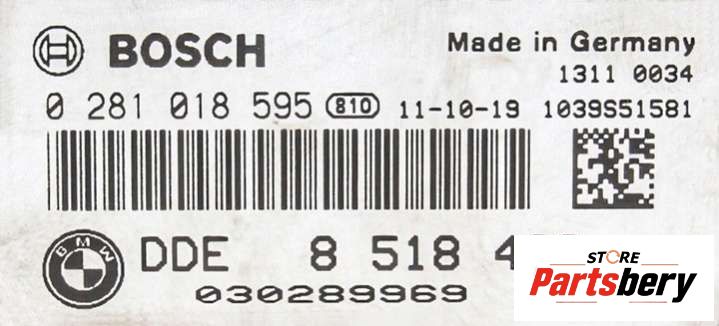 BOSCH
Made in Germany
1311 0034
0 281 018 595 810 11-10-19 1039S51581
BMW
DDE 8 518 4
030289969
STORE
Partsbery